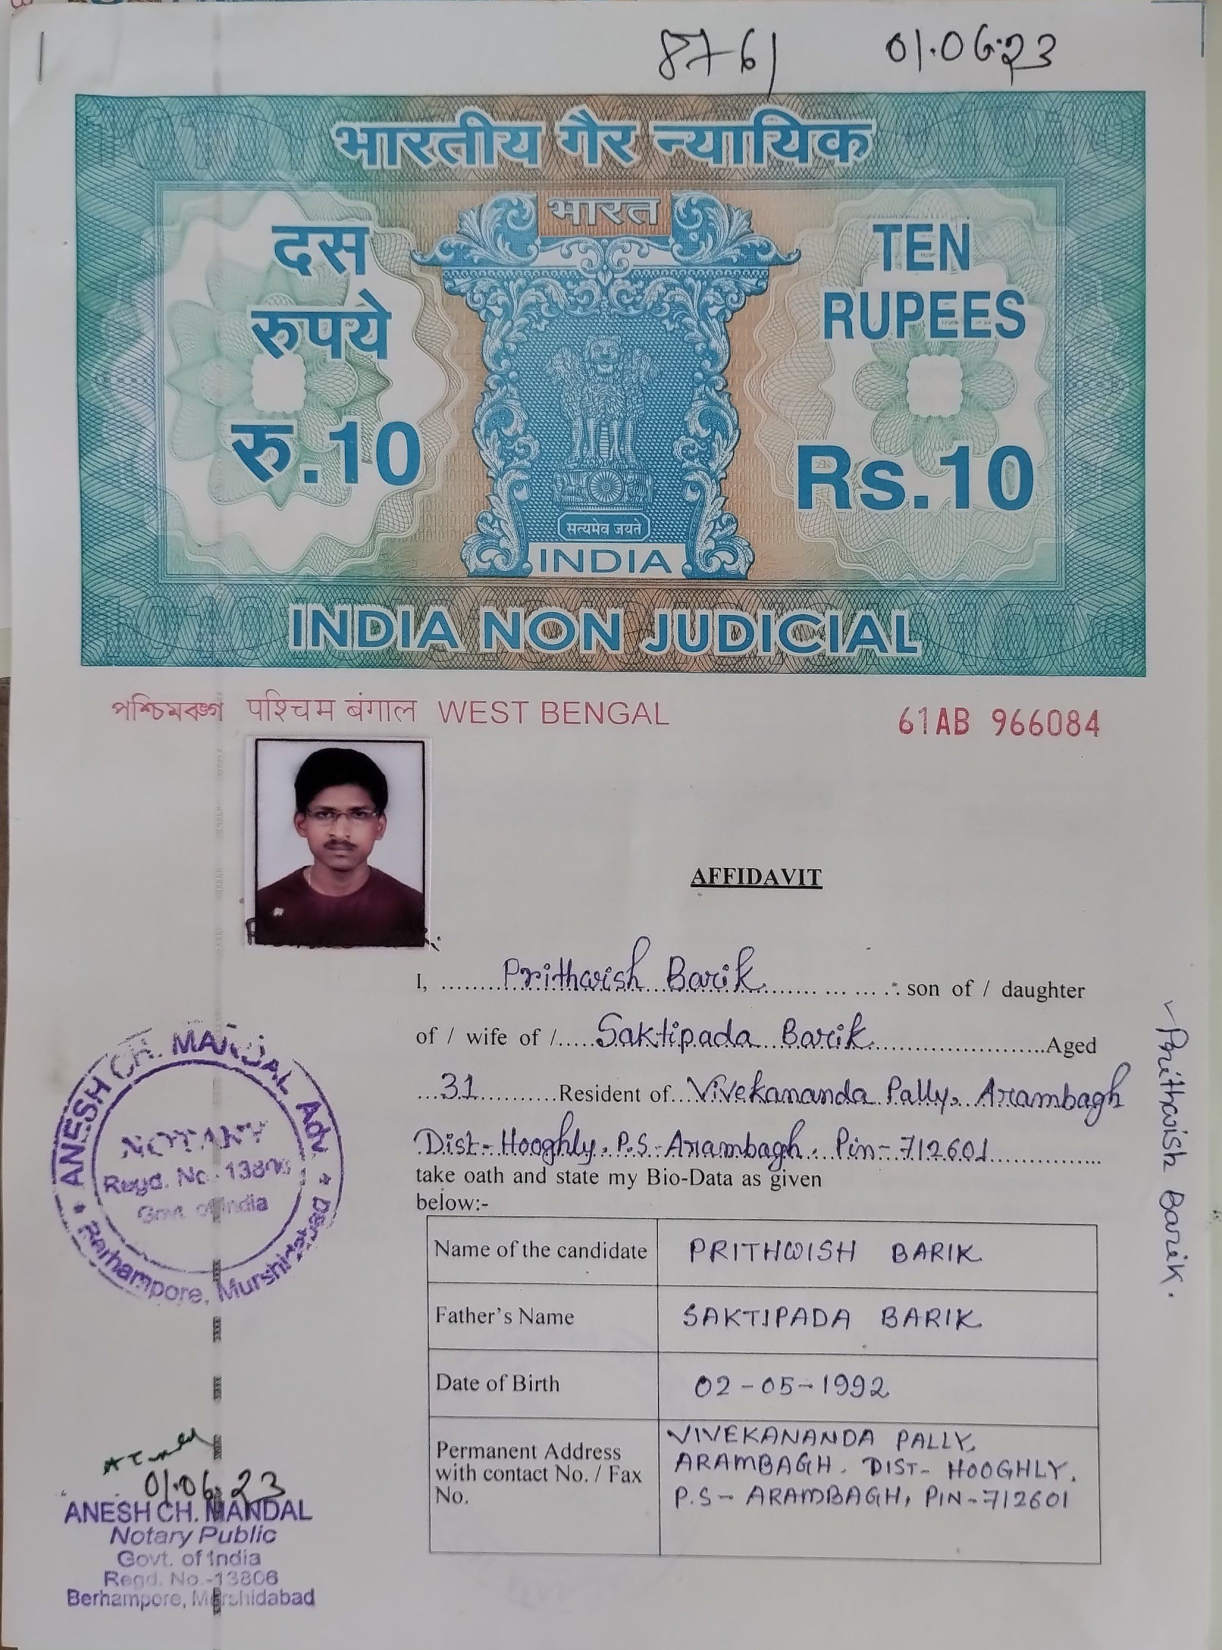 8761 01.06.23
भारतीय गैर न्यायिक
भारत
दस
रुपये
रु.10
TEN
RUPEES
Rs.10
सत्यमेव जयते
INDIA
INDIA NON JUDICIAL
পশ্চিমবঙ্গ पश्चिम बंगाल WEST BENGAL
61AB 966084
AFFIDAVIT
I, ........Prithwish Barik........ son of / daughter
of / wife of /.....Saktipada Barik........................Aged
...31...........Resident of...Vivekananda Pally, Arambagh
Dist- Hooghly, P.S.- Arambagh, Pin- 712601................
take oath and state my Bio-Data as given
below:-
Name of the candidate PRITHWISH BARIK
Father's Name SAKTIPADA BARIK
Date of Birth 02-05-1992
Permanent Address with contact No. / Fax No. VIVEKANANDA PALLY,
ARAMBAGH. DIST- HOOGHLY.
P.S- ARAMBAGH, PIN-712601
Prithwish Barik.
ANESH CH. MANDAL Adv.
NOTARY
Regd. No.-13806
Govt. of India
Berhampore, Murshidabad
01.06.23
ANESH CH. MANDAL
Notary Public
Govt. of India
Regd. No.-13806
Berhampore, Murshidabad